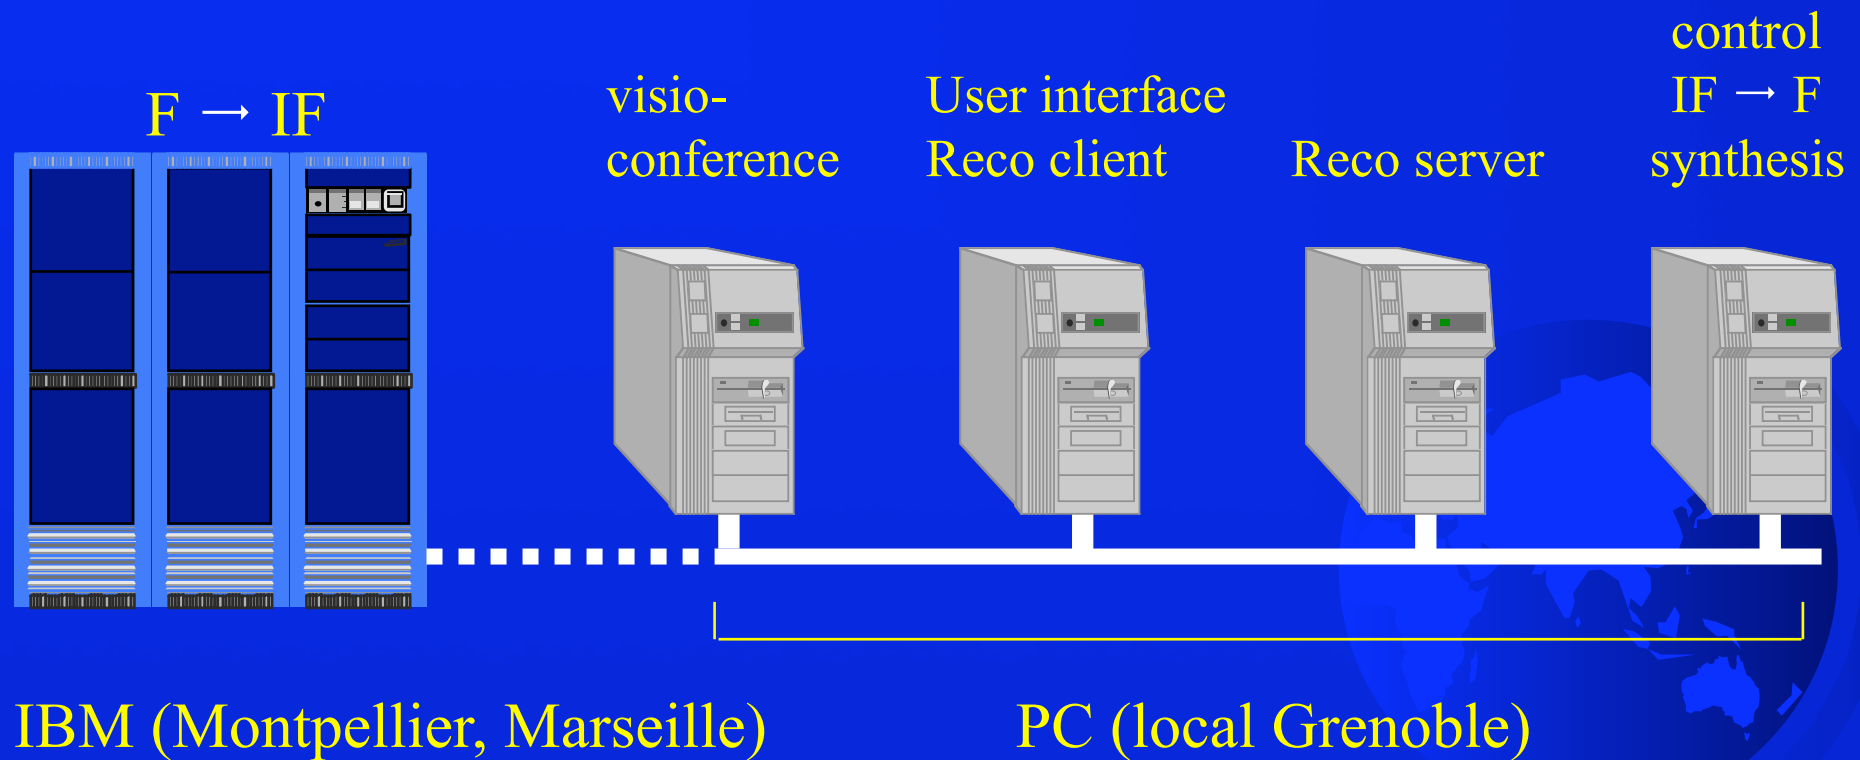 F → IF
visio-
conference
User interface
Reco client
Reco server
control
IF → F
synthesis
IBM (Montpellier, Marseille)
PC (local Grenoble)